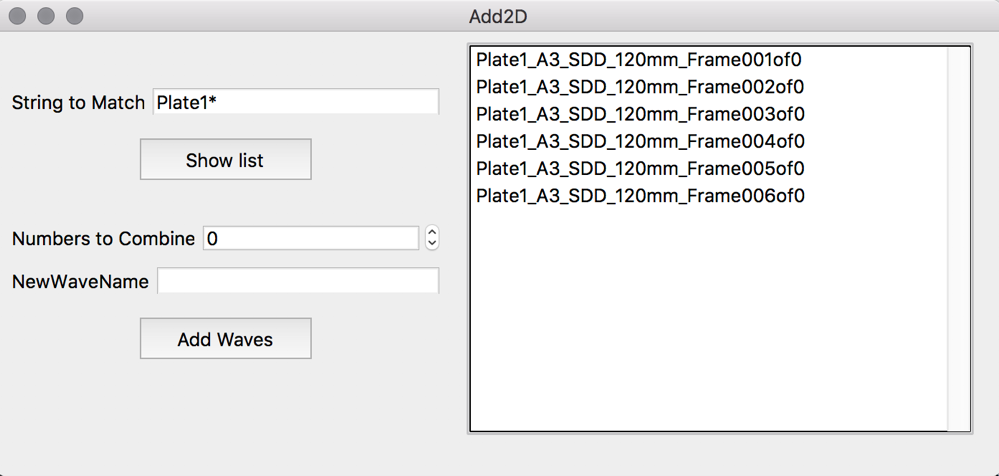 Add2D
String to Match Plate1*
Show list
Numbers to Combine 0
NewWaveName
Add Waves
Plate1_A3_SDD_120mm_Frame001of0
Plate1_A3_SDD_120mm_Frame002of0
Plate1_A3_SDD_120mm_Frame003of0
Plate1_A3_SDD_120mm_Frame004of0
Plate1_A3_SDD_120mm_Frame005of0
Plate1_A3_SDD_120mm_Frame006of0